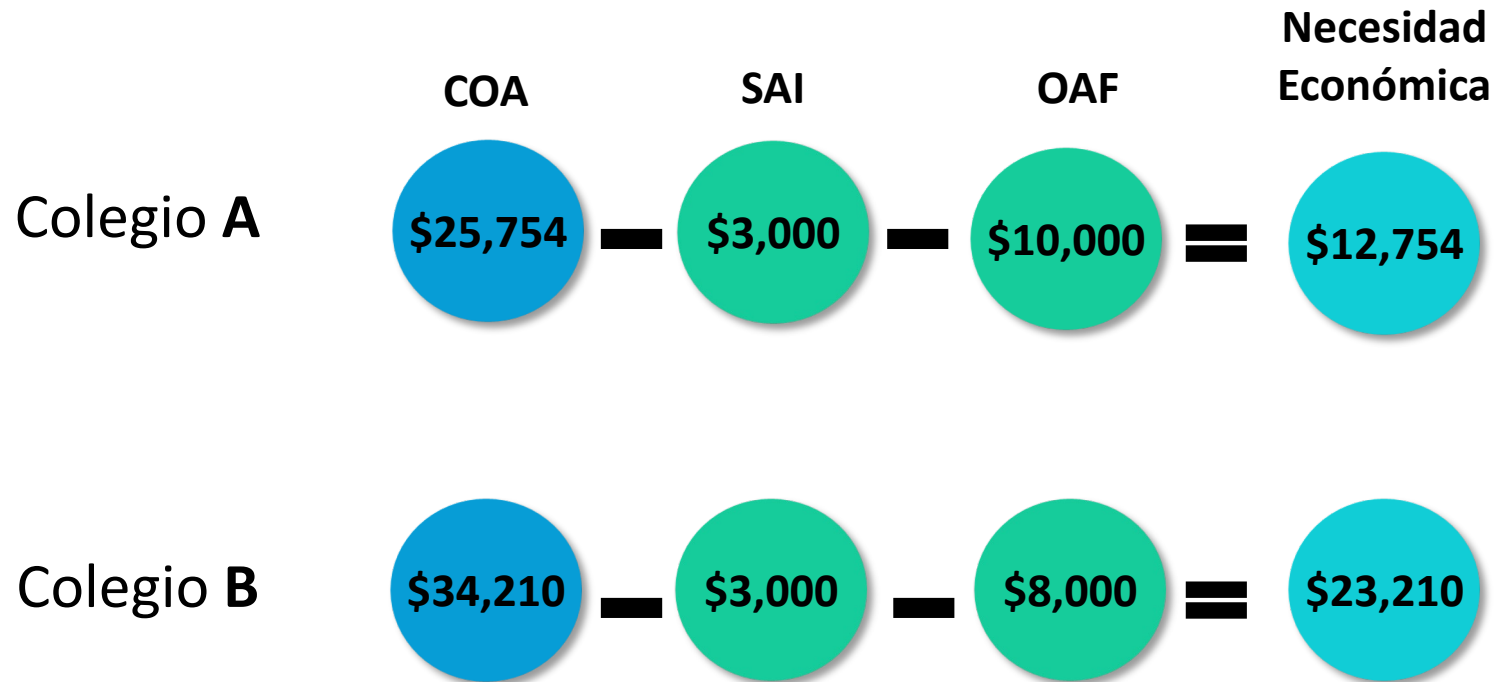 COA SAI OAF Necesidad
Económica
Colegio A $25,754 - $3,000 - $10,000 = $12,754
Colegio B $34,210 - $3,000 - $8,000 = $23,210